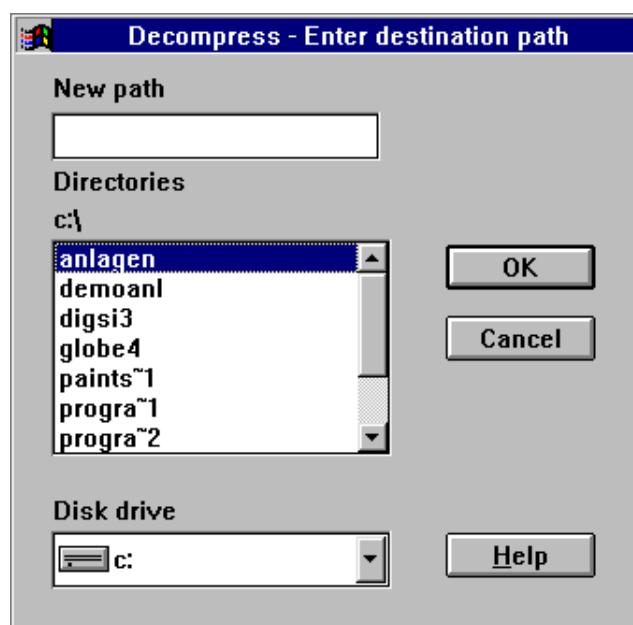 Decompress - Enter destination path
New path
Directories
c:\
anlagen
demoanl
digsi3
globe4
paints~1
progra~1
progra~2
OK
Cancel
Disk drive
c:
Help